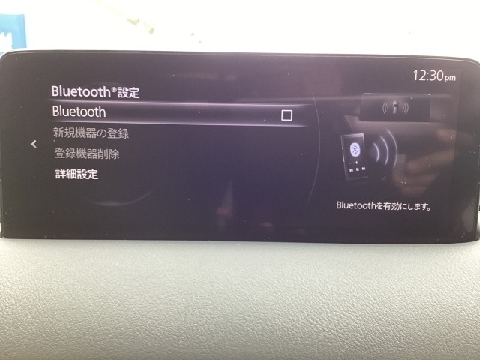 12:30pm
Bluetooth®設定
Bluetooth
新規機器の登録
登録機器削除
詳細設定
Bluetoothを有効にします。